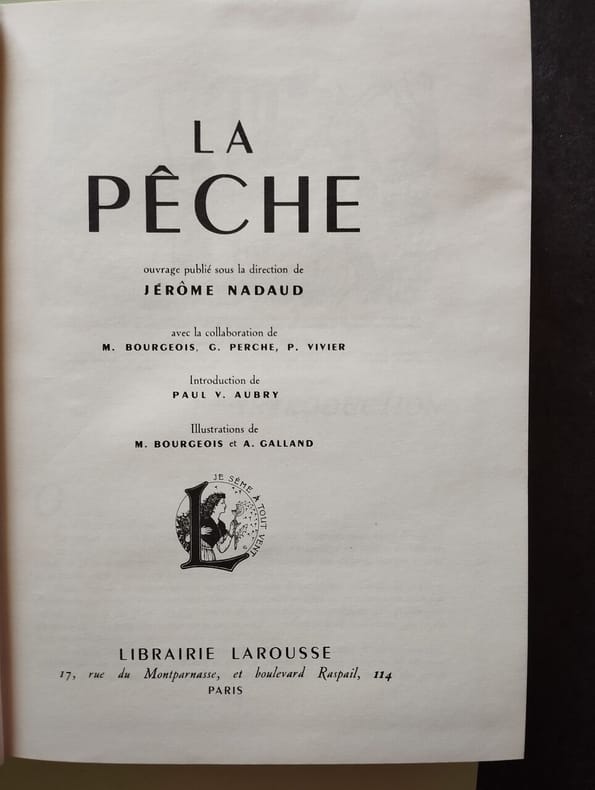 LA
PÊCHE
ouvrage publié sous la direction de
JÉRÔME NADAUD
avec la collaboration de
M. BOURGEOIS, G. PERCHE, P. VIVIER
Introduction de
PAUL V. AUBRY
Illustrations de
M. BOURGEOIS et A. GALLAND
JE SÈME À TOUT VENT
L
LIBRAIRIE LAROUSSE
17, rue du Montparnasse, et boulevard Raspail, 114
PARIS